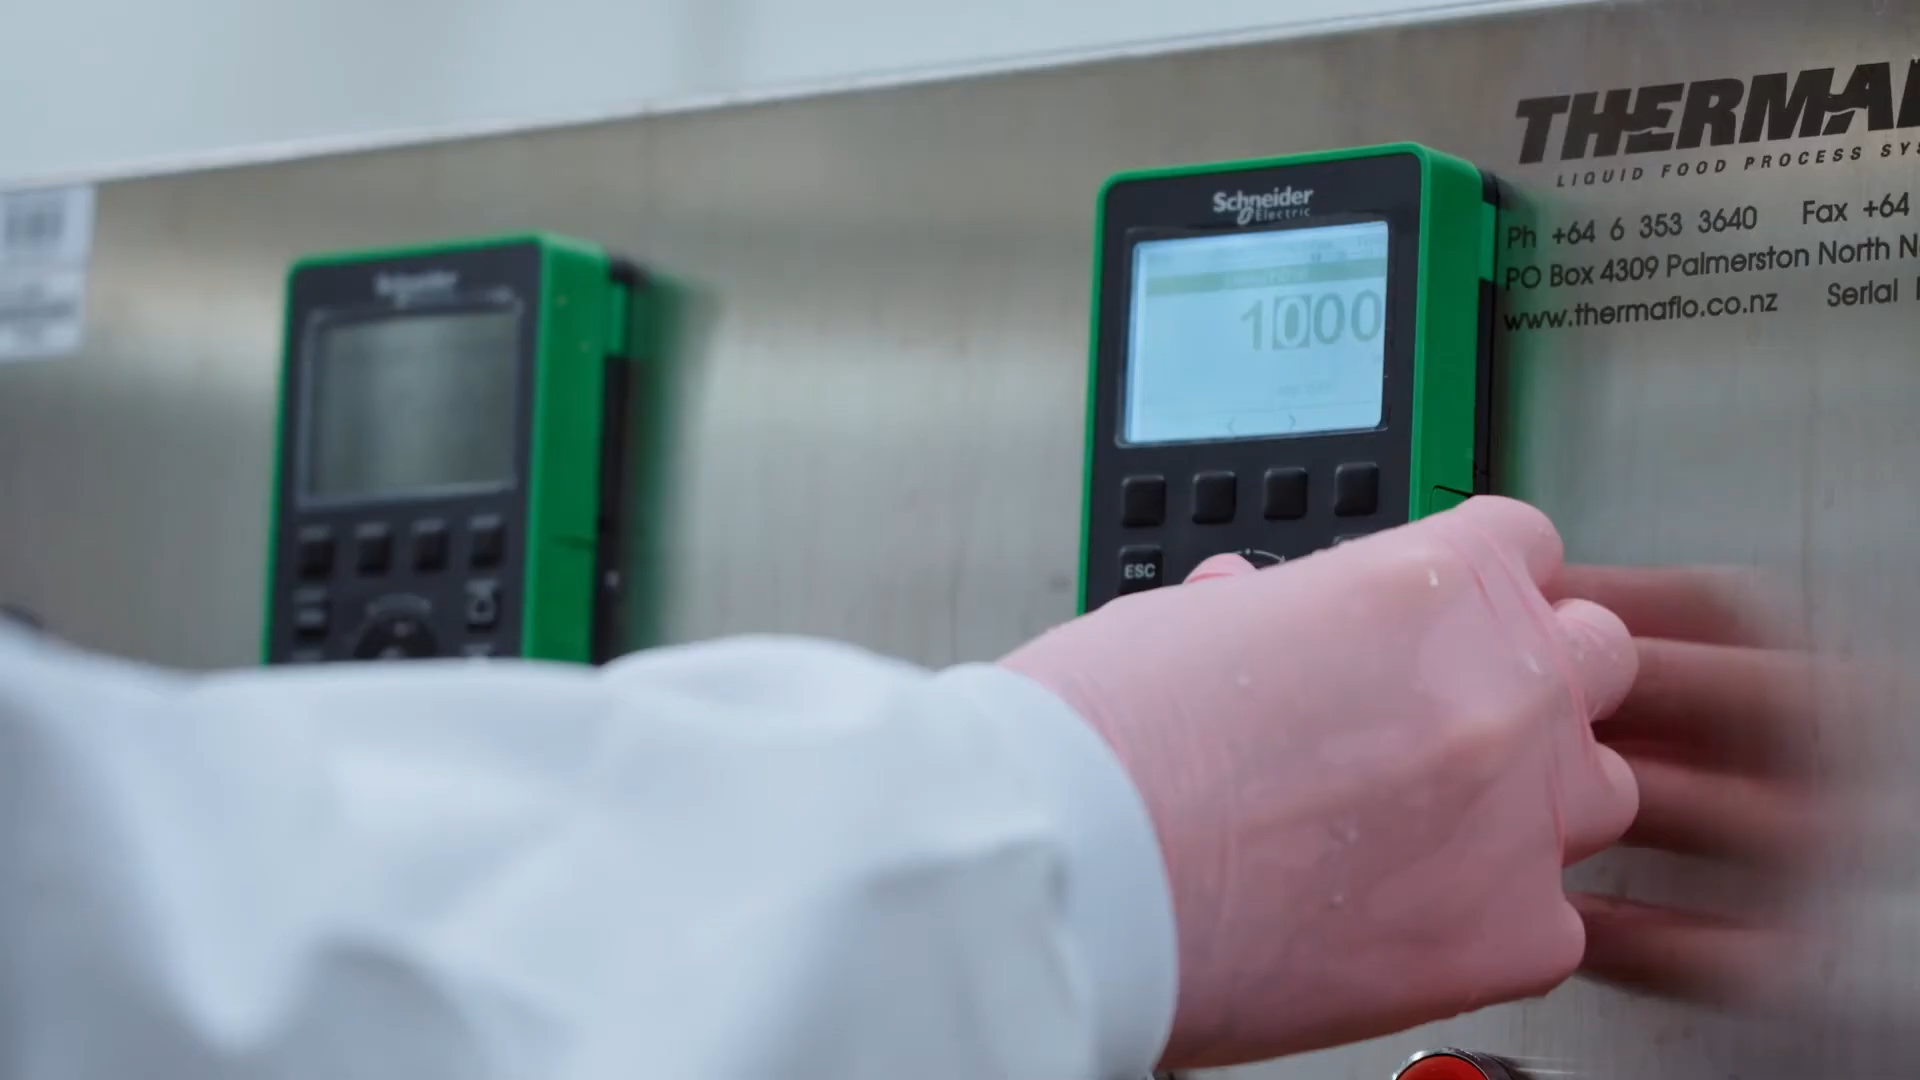 Schneider
Electric
Schneider
Electric
1000
ESC
THERMA
LIQUID FOOD PROCESS SYS
Ph +64 6 353 3640 Fax +64
PO Box 4309 Palmerston North N
www.thermaflo.co.nz Serial